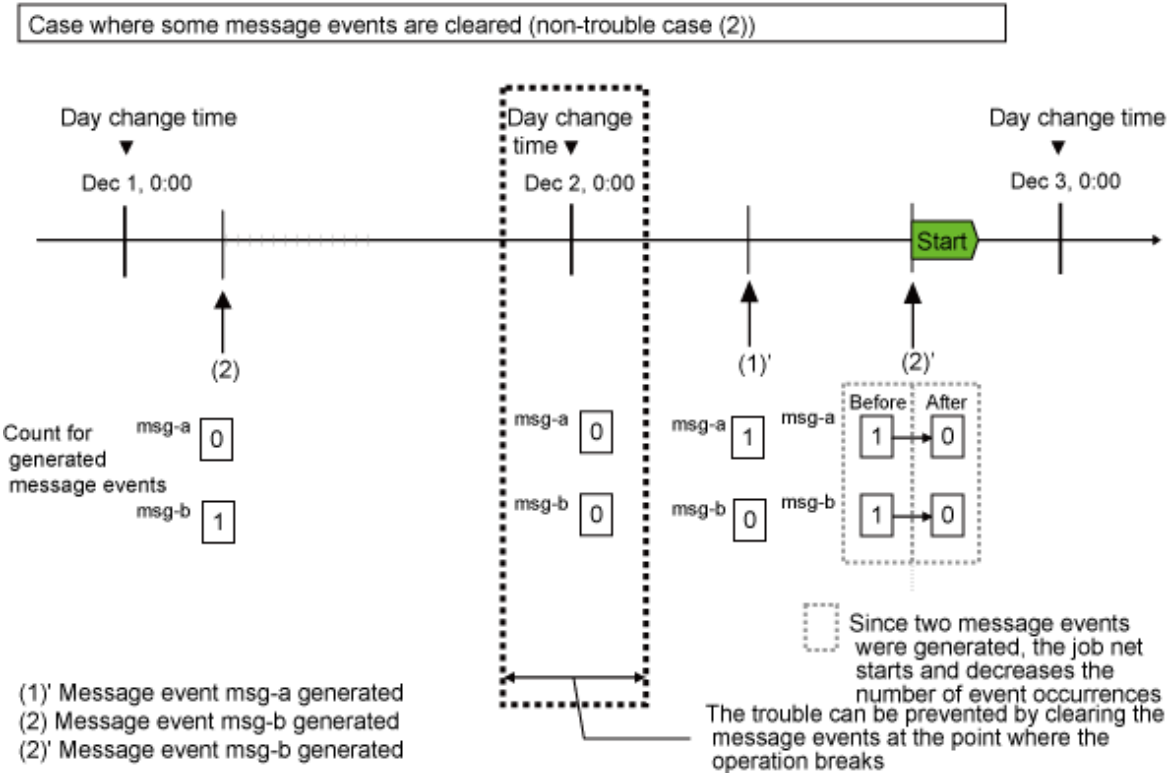 Case where some message events are cleared (non-trouble case (2))
Day change time
Day change
time
Day change time
Dec 1, 0:00
Dec 2, 0:00
Dec 3, 0:00
Start
(2)
(1)'
(2)'
Count for
generated
message events
msg-a 0
msg-b 1
msg-a 0
msg-b 0
msg-a 1
msg-b 0
Before After
msg-a 1 0
msg-b 1 0
Since two message events
were generated, the job net
starts and decreases the
number of event occurrences
The trouble can be prevented by clearing the
message events at the point where the
operation breaks
(1)' Message event msg-a generated
(2) Message event msg-b generated
(2)' Message event msg-b generated